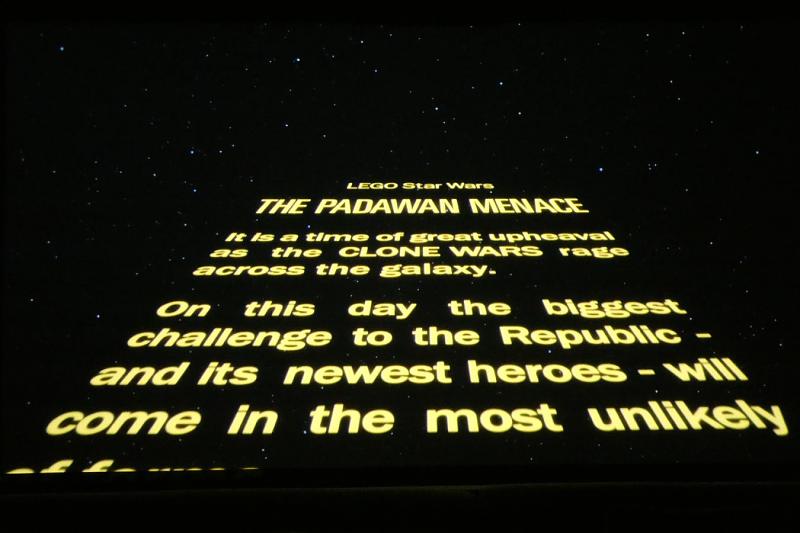 LEGO Star Wars
THE PADAWAN MENACE
It is a time of great upheaval
as the CLONE WARS rage
across the galaxy.
On this day the biggest
challenge to the Republic -
and its newest heroes - will
come in the most unlikely
of forms